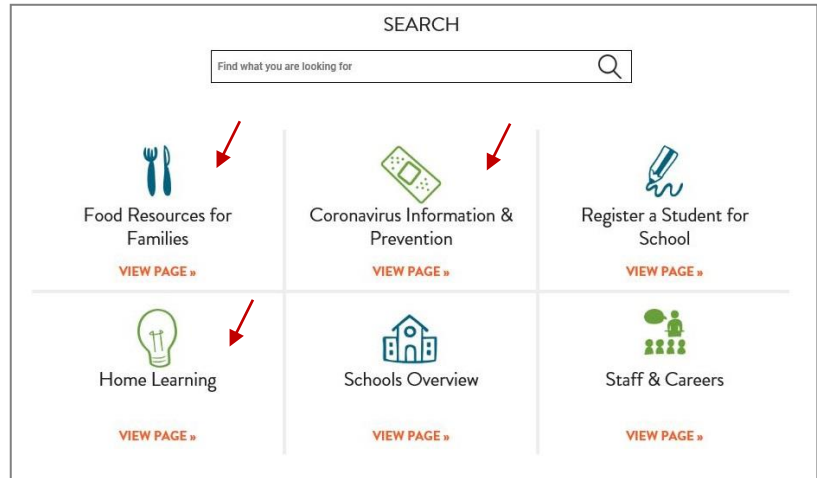 SEARCH
Find what you are looking for
Food Resources for
Families
VIEW PAGE »
Coronavirus Information &
Prevention
VIEW PAGE »
Register a Student for
School
VIEW PAGE »
Home Learning
VIEW PAGE »
Schools Overview
VIEW PAGE »
Staff & Careers
VIEW PAGE »